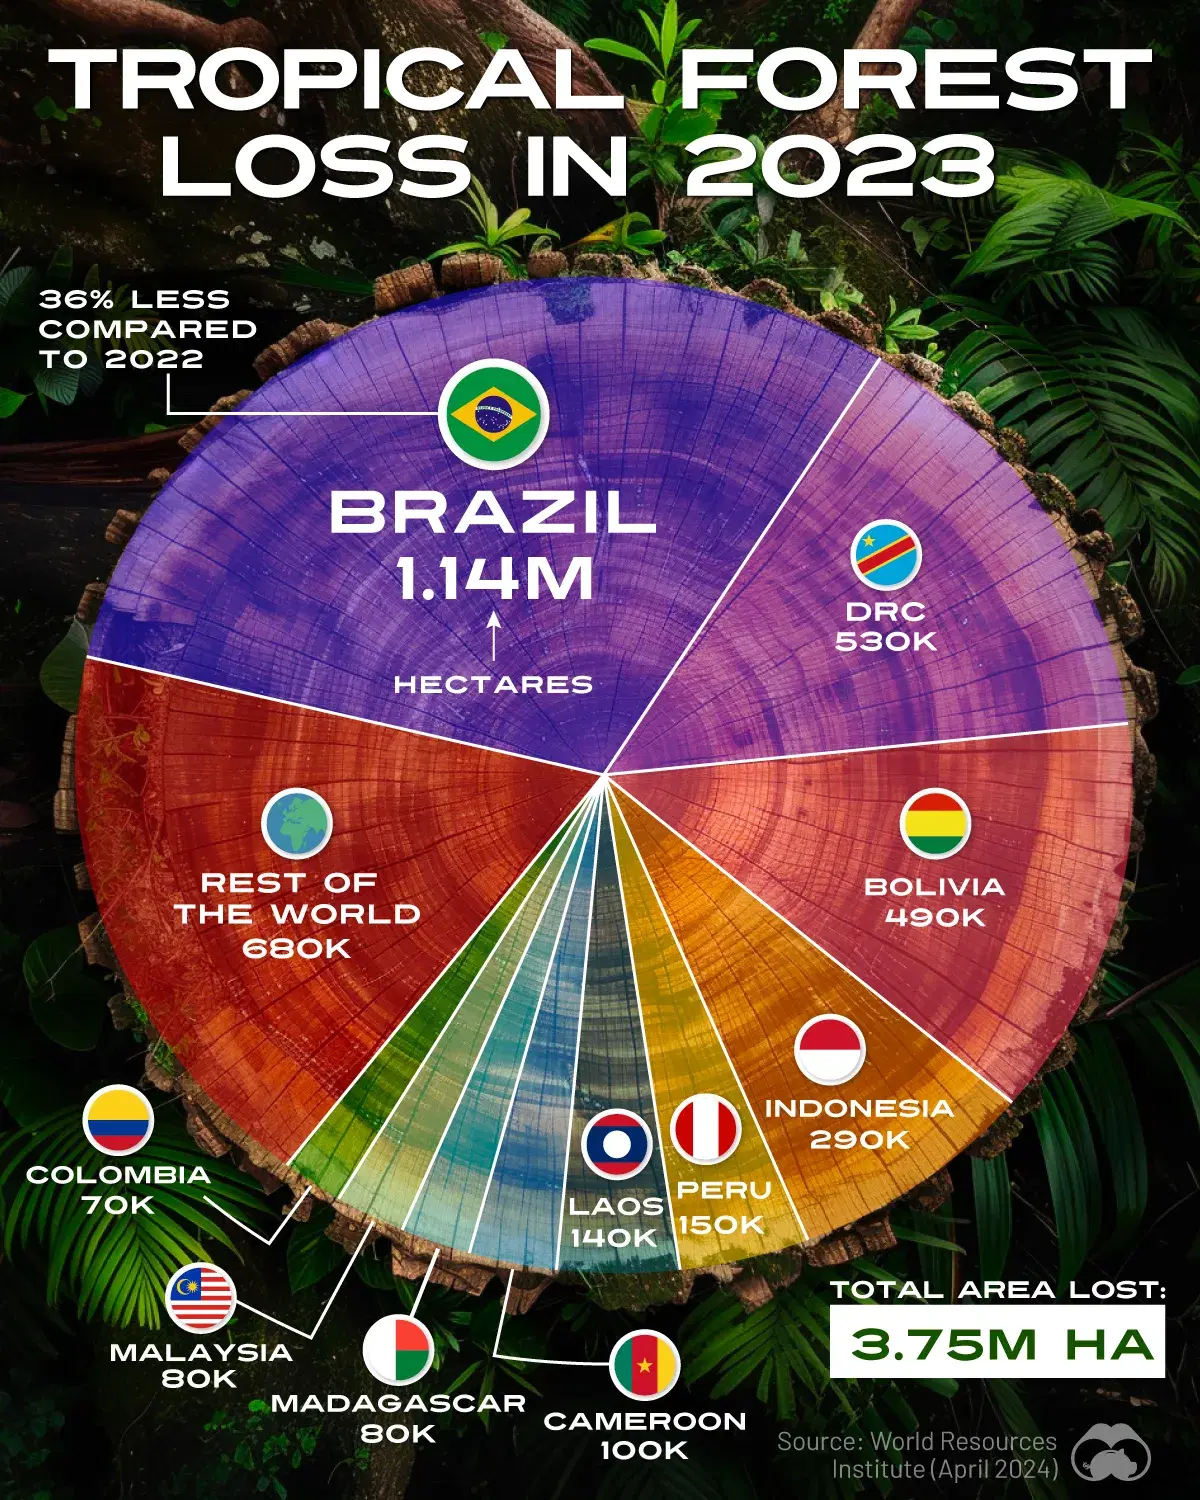 TROPICAL FOREST
LOSS IN 2023
36% LESS
COMPARED
TO 2022
BRAZIL
1.14M
HECTARES
DRC
530K
BOLIVIA
490K
REST OF
THE WORLD
680K
INDONESIA
290K
PERU
150K
LAOS
140K
COLOMBIA
70K
MALAYSIA
80K
MADAGASCAR
80K
CAMEROON
100K
TOTAL AREA LOST:
3.75M HA
Source: World Resources
Institute (April 2024)